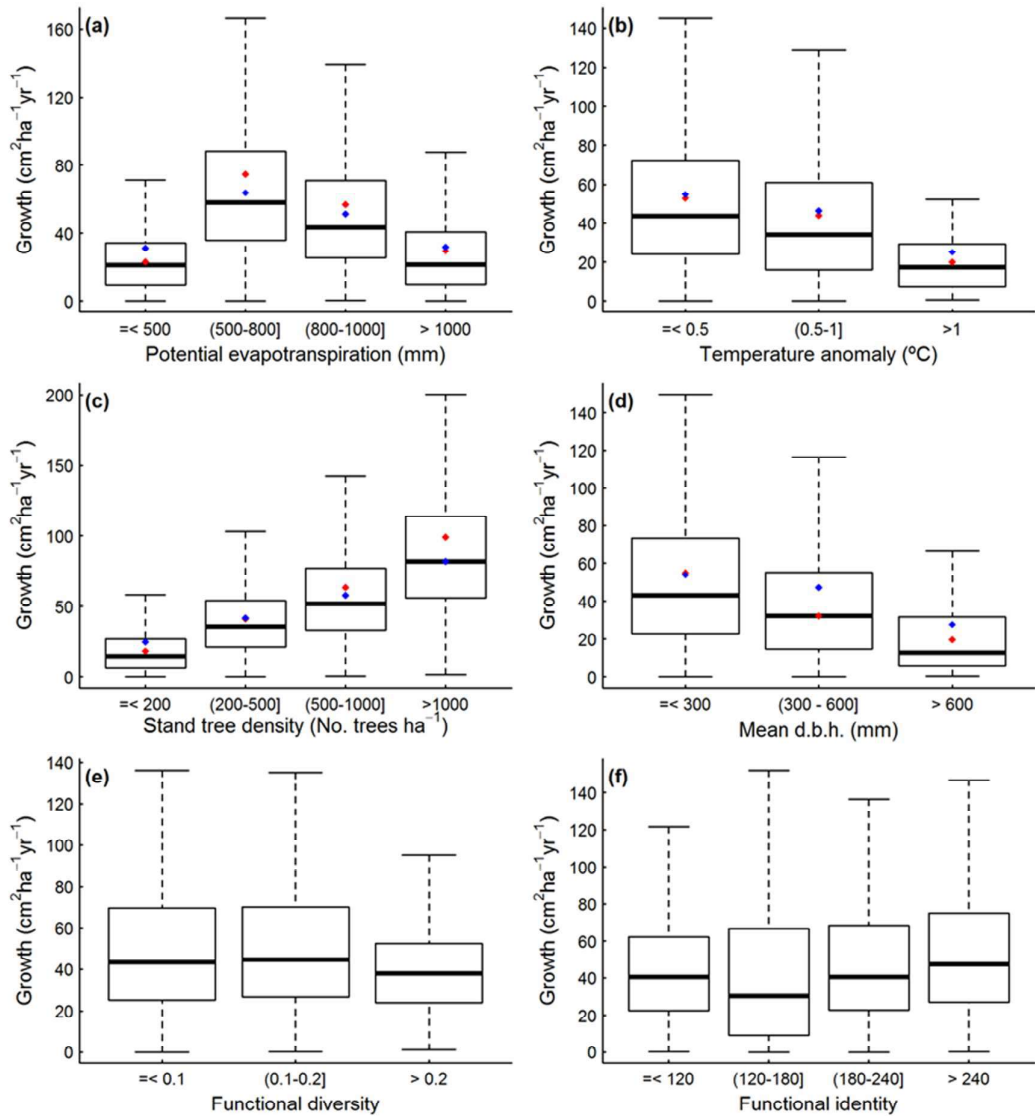 (a)
Growth (cm²ha⁻¹yr⁻¹)
160
120
80
40
0
=< 500 (500-800] (800-1000] > 1000
Potential evapotranspiration (mm)
(b)
Growth (cm²ha⁻¹yr⁻¹)
140
120
100
80
60
40
20
0
=< 0.5 (0.5-1] >1
Temperature anomaly (ºC)
(c)
Growth (cm²ha⁻¹yr⁻¹)
200
150
100
50
0
=< 200 (200-500] (500-1000] >1000
Stand tree density (No. trees ha⁻¹)
(d)
Growth (cm²ha⁻¹yr⁻¹)
140
120
100
80
60
40
20
0
=< 300 (300 - 600] > 600
Mean d.b.h. (mm)
(e)
Growth (cm²ha⁻¹yr⁻¹)
140
120
100
80
60
40
20
0
=< 0.1 (0.1-0.2] > 0.2
Functional diversity
(f)
Growth (cm²ha⁻¹yr⁻¹)
140
120
100
80
60
40
20
0
=< 120 (120-180] (180-240] > 240
Functional identity